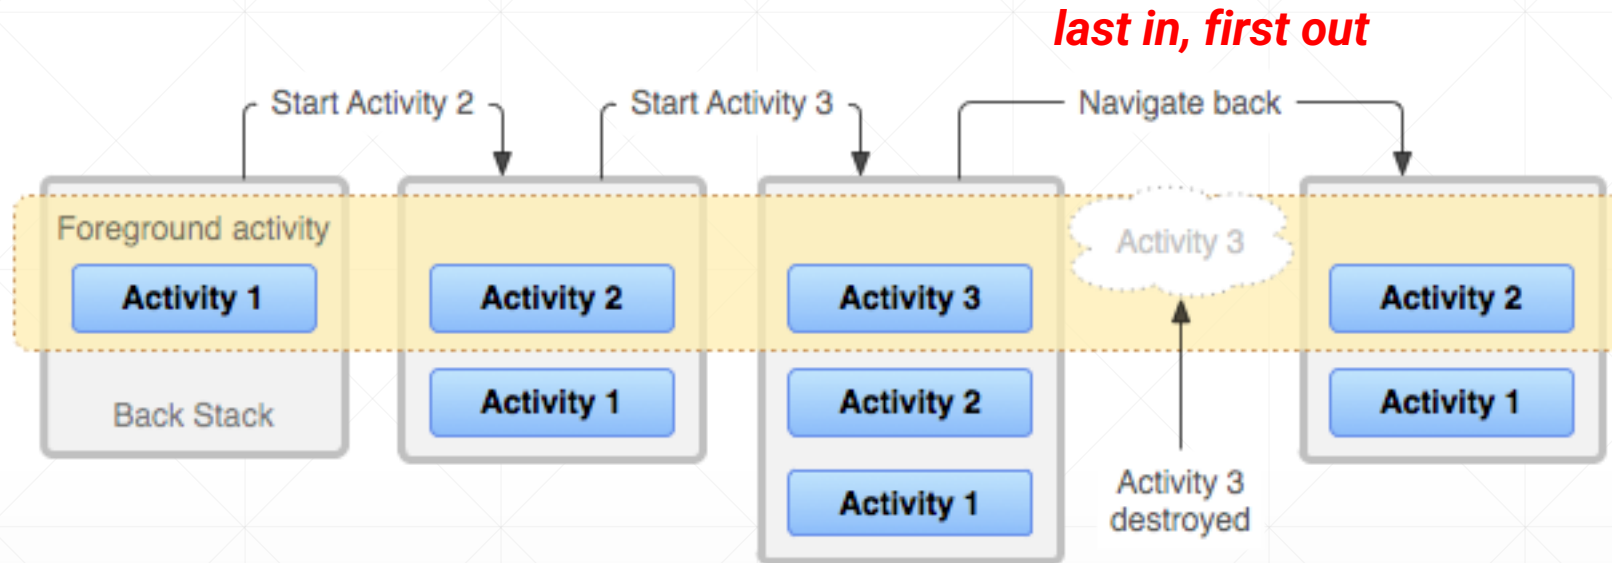 last in, first out
Start Activity 2
Start Activity 3
Navigate back
Foreground activity
Activity 1
Back Stack
Activity 2
Activity 1
Activity 3
Activity 2
Activity 1
Activity 3
Activity 3
destroyed
Activity 2
Activity 1